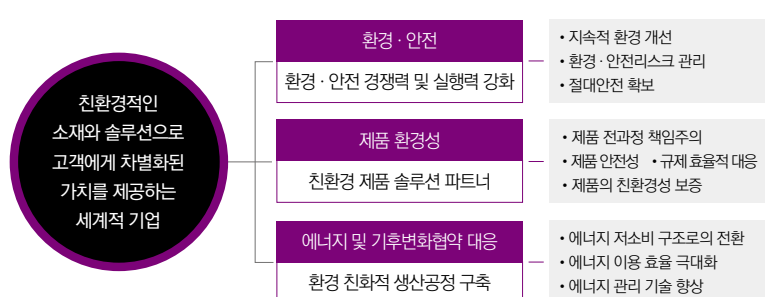 친환경적인
소재와 솔루션으로
고객에게 차별화된
가치를 제공하는
세계적 기업
환경 · 안전
환경 · 안전 경쟁력 및 실행력 강화
• 지속적 환경 개선
• 환경 · 안전리스크 관리
• 절대안전 확보
제품 환경성
친환경 제품 솔루션 파트너
• 제품 전과정 책임주의
• 제품 안전성 • 규제 효율적 대응
• 제품의 친환경성 보증
에너지 및 기후변화협약 대응
환경 친화적 생산공정 구축
• 에너지 저소비 구조로의 전환
• 에너지 이용 효율 극대화
• 에너지 관리 기술 향상